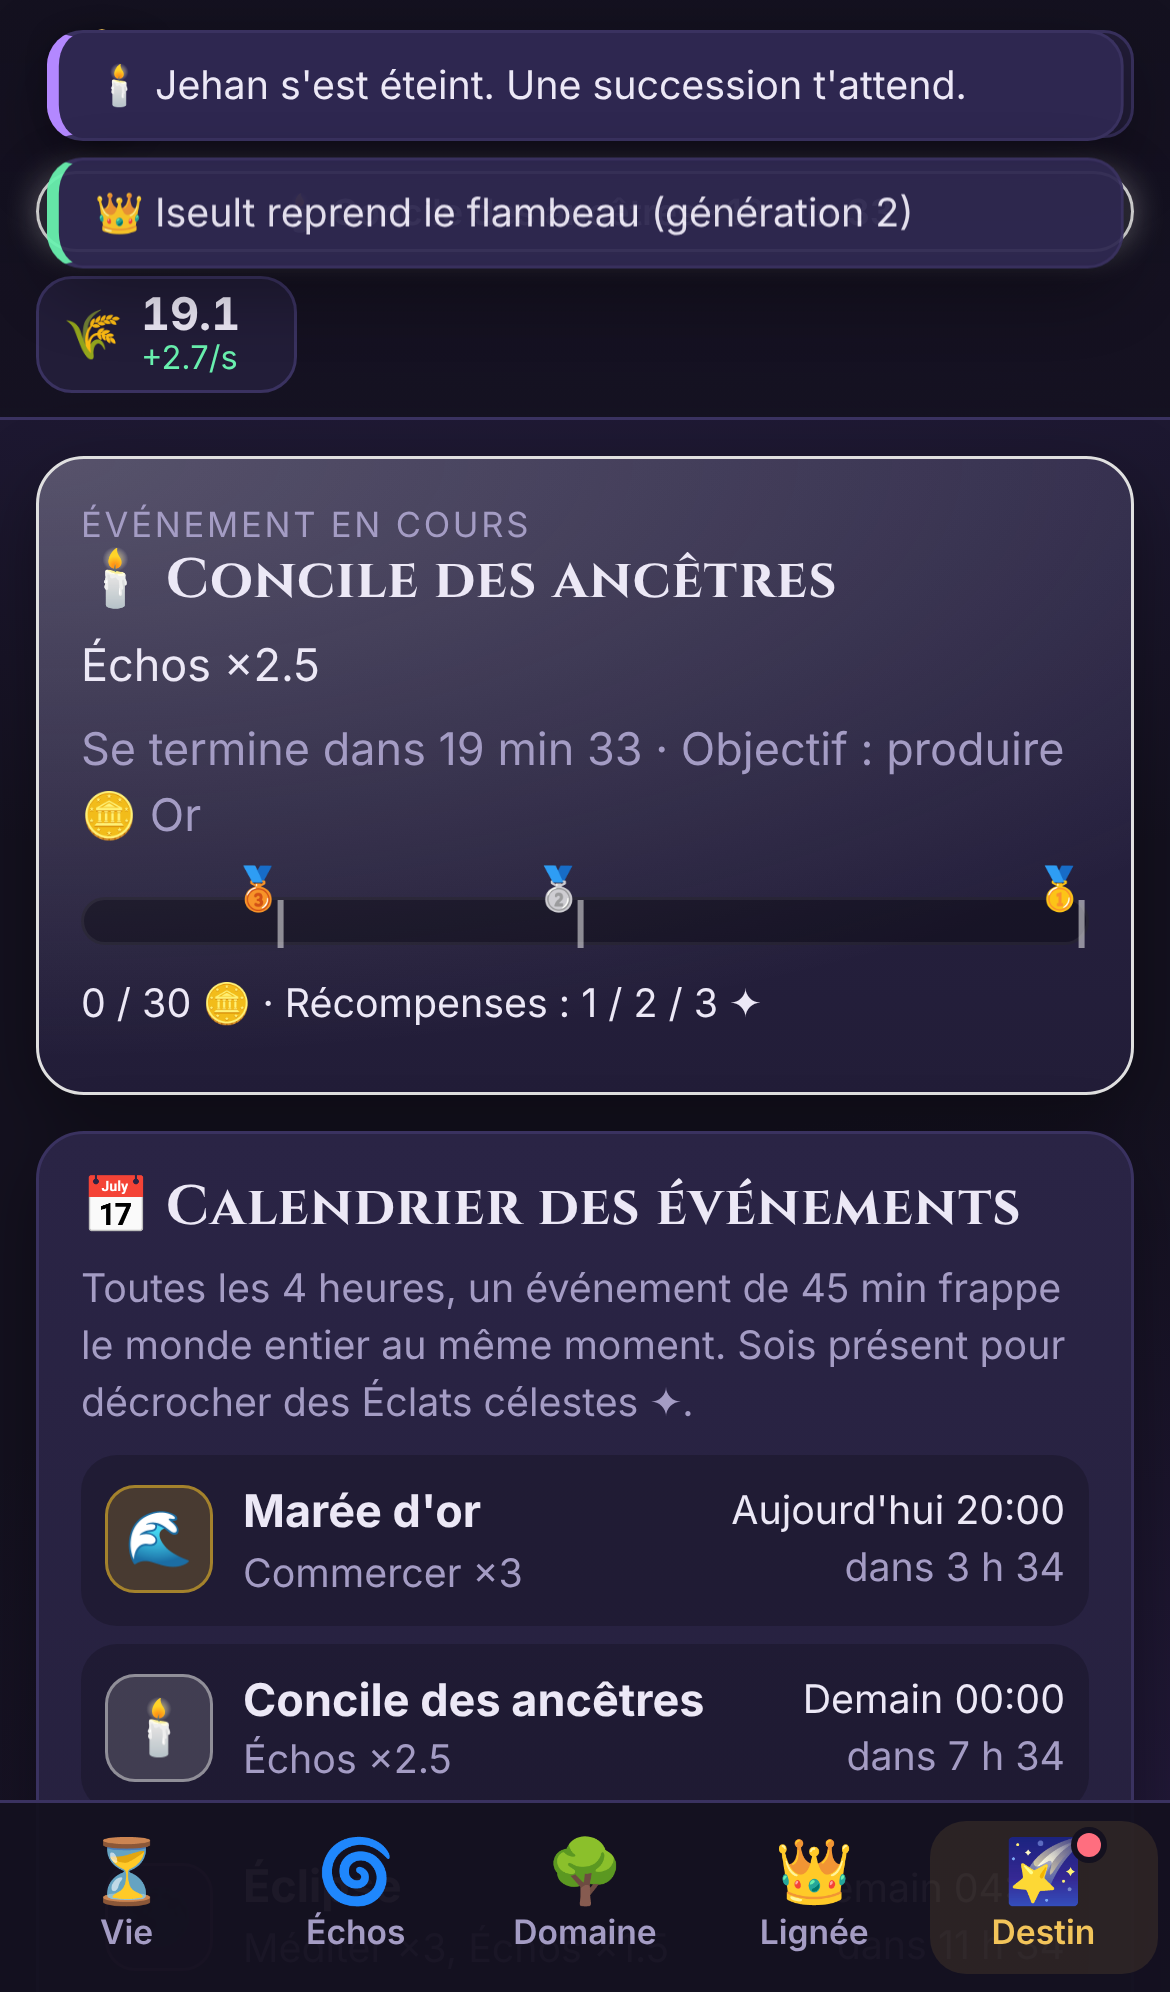 🕯️ Jehan s'est éteint. Une succession t'attend.
👑 Iseult reprend le flambeau (génération 2)
🌾 19.1
+2.7/s
ÉVÉNEMENT EN COURS
🕯️ Concile des ancêtres
Échos ×2.5
Se termine dans 19 min 33 · Objectif : produire
🪙 Or
🥉 🥈 🥇
0 / 30 🪙 · Récompenses : 1 / 2 / 3 ✦
📅 Calendrier des événements
Toutes les 4 heures, un événement de 45 min frappe
le monde entier au même moment. Sois présent pour
décrocher des Éclats célestes ✦.
🌊 Marée d'or Aujourd'hui 20:00
Commercer ×3 dans 3 h 34
🕯️ Concile des ancêtres Demain 00:00
Échos ×2.5 dans 7 h 34
Vie Échos Domaine Lignée Destin